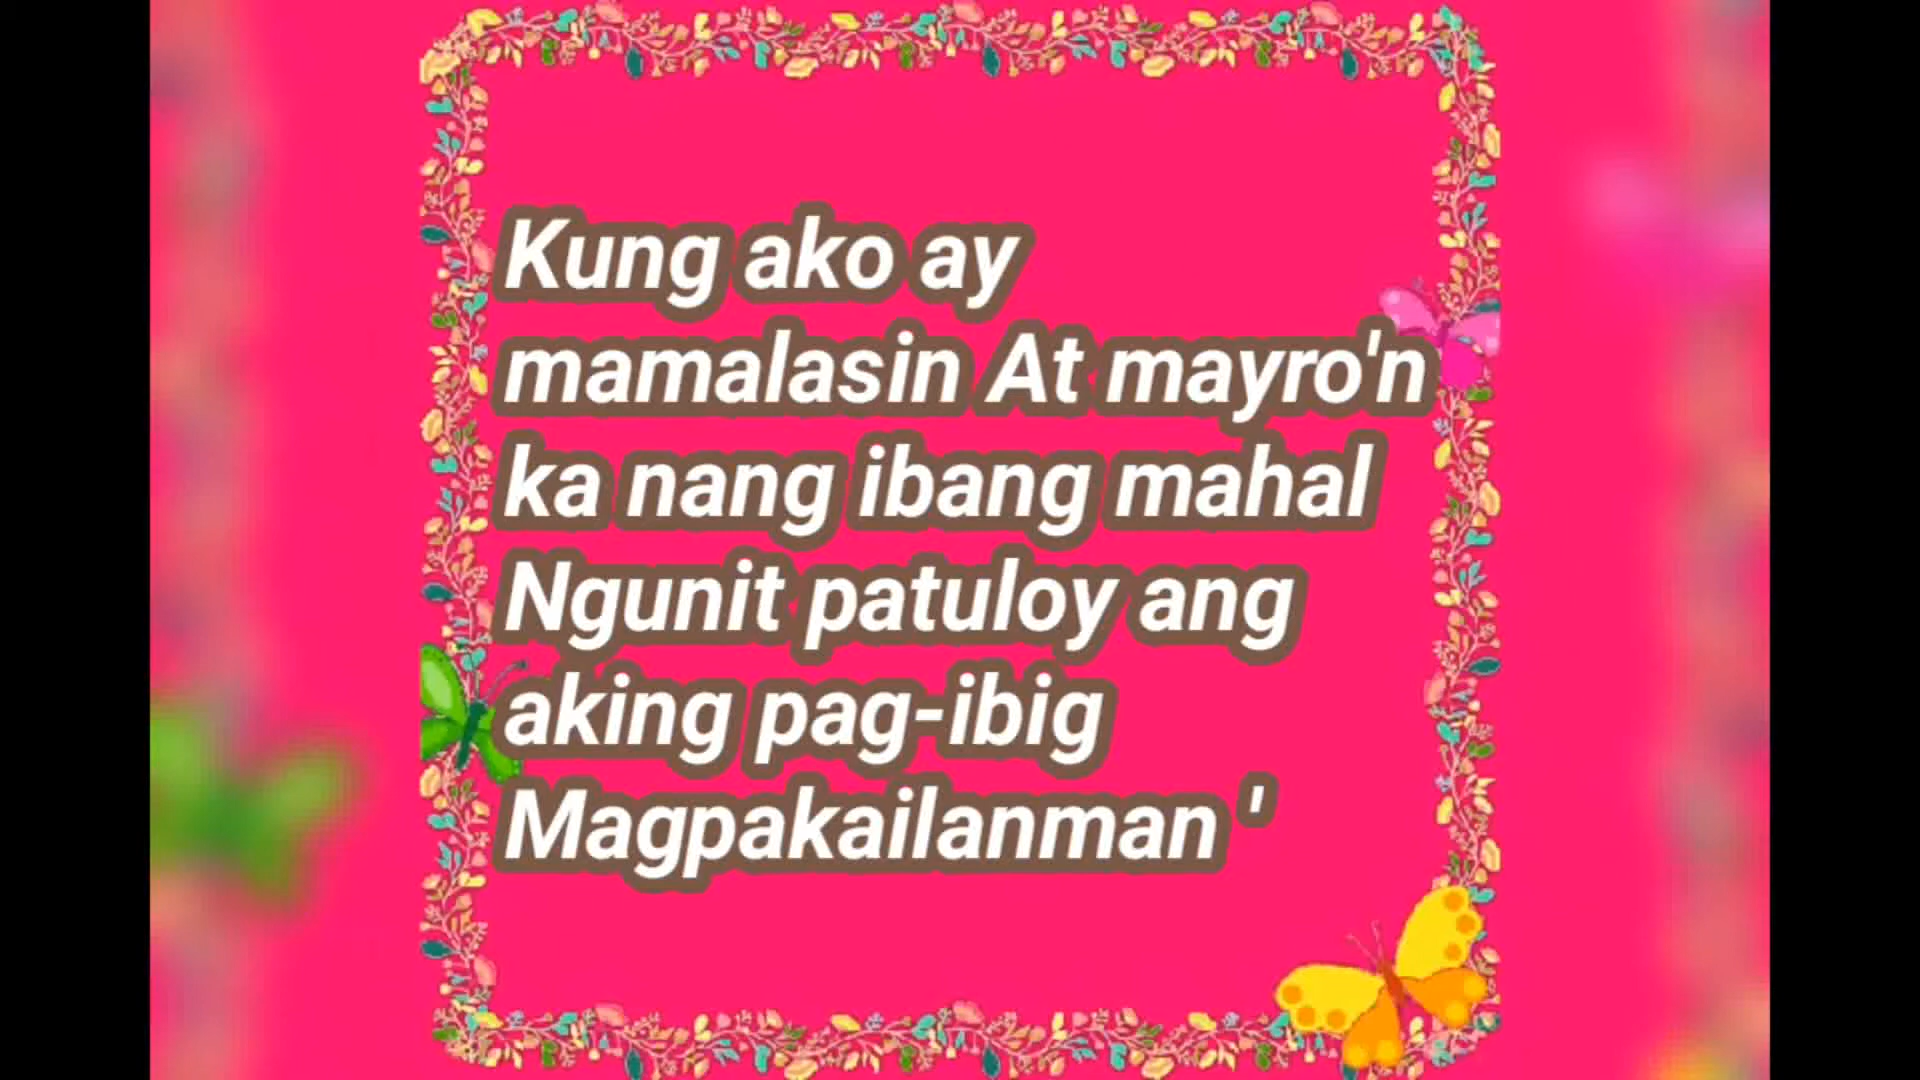 Kung ako ay
mamalasin At mayro'n
ka nang ibang mahal
Ngunit patuloy ang
aking pag-ibig
Magpakailanman '